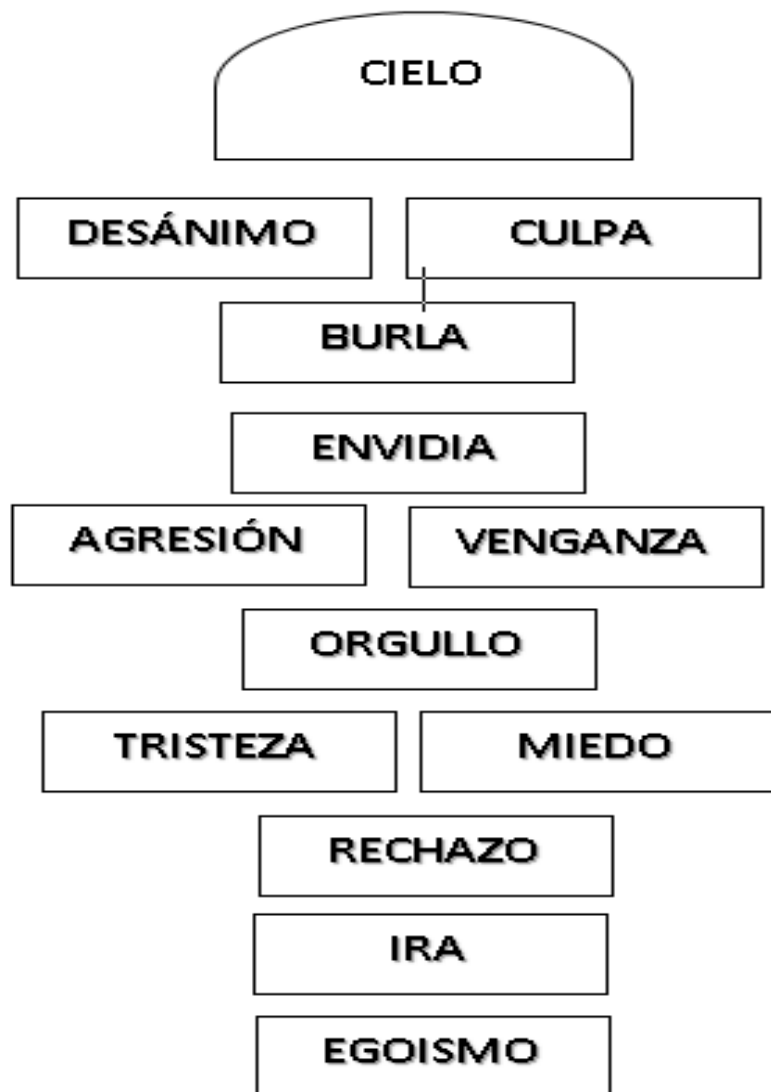 CIELO
DESÁNIMO CULPA
BURLA
ENVIDIA
AGRESIÓN VENGANZA
ORGULLO
TRISTEZA MIEDO
RECHAZO
IRA
EGOISMO